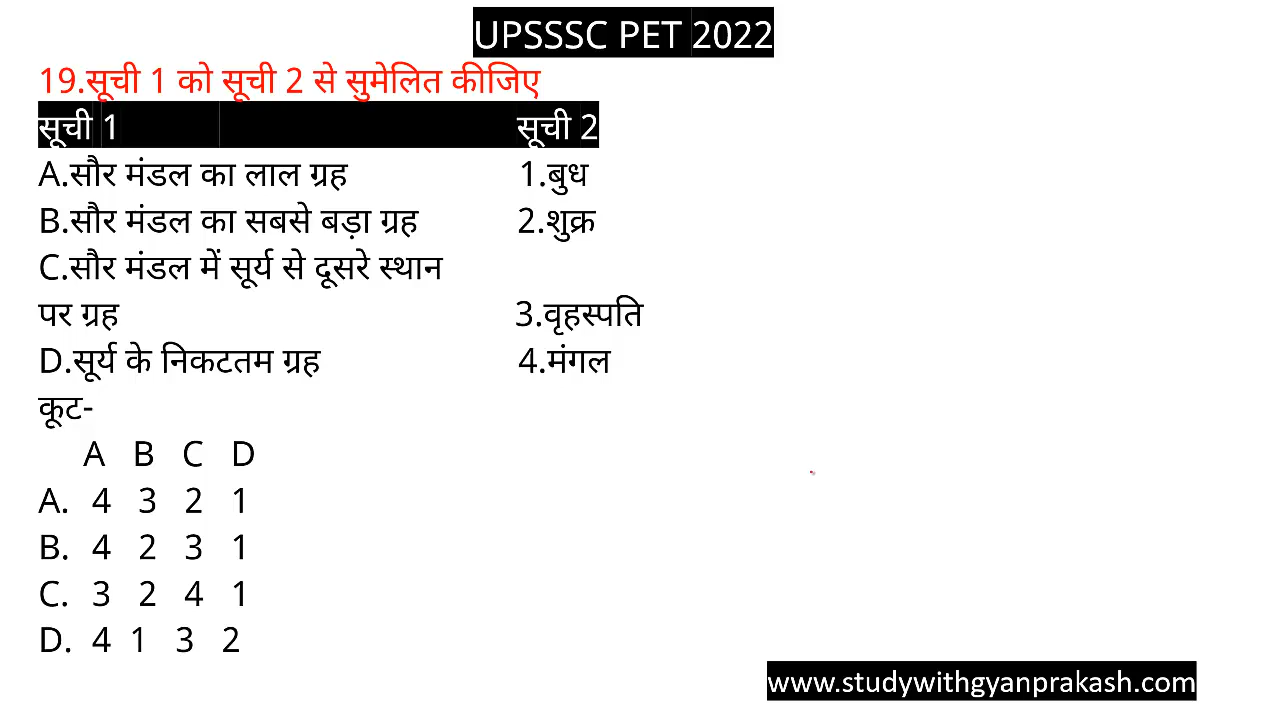 UPSSSC PET 2022
19.सूची 1 को सूची 2 से सुमेलित कीजिए
सूची 1 सूची 2
A.सौर मंडल का लाल ग्रह 1.बुध
B.सौर मंडल का सबसे बड़ा ग्रह 2.शुक्र
C.सौर मंडल में सूर्य से दूसरे स्थान
पर ग्रह 3.वृहस्पति
D.सूर्य के निकटतम ग्रह 4.मंगल
कूट-
A B C D
A. 4 3 2 1
B. 4 2 3 1
C. 3 2 4 1
D. 4 1 3 2
www.studywithgyanprakash.com